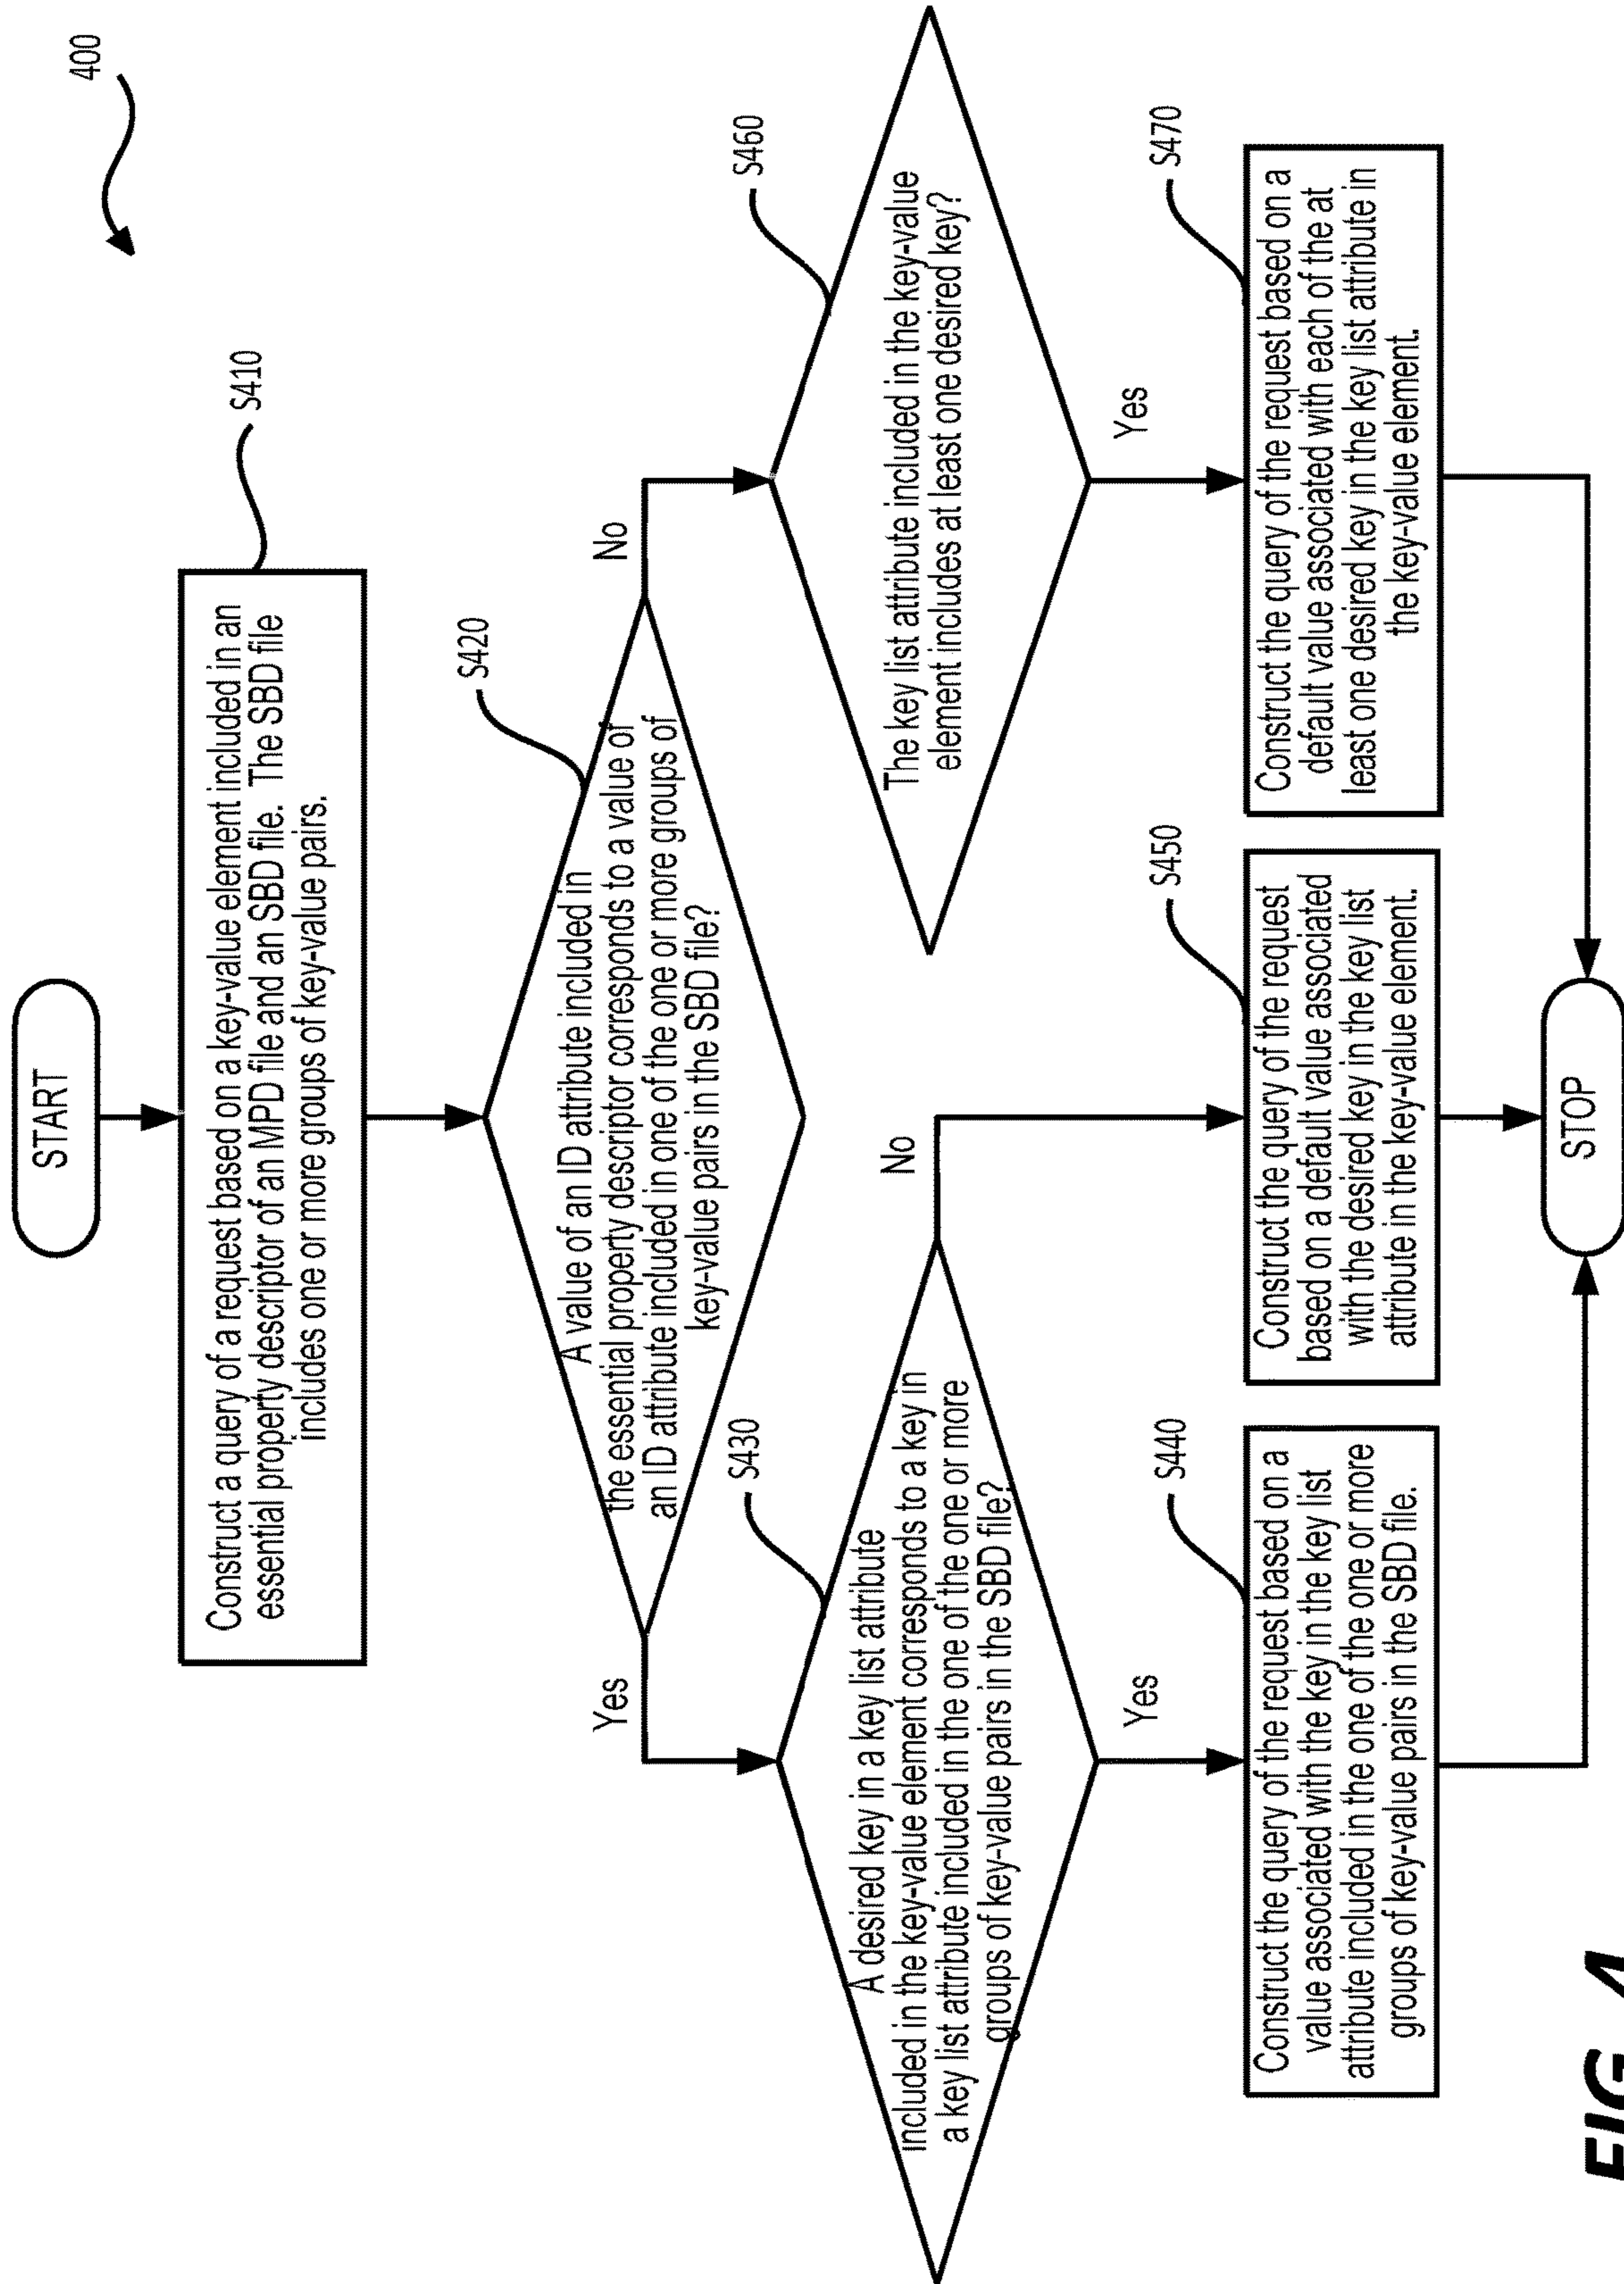 400
START
S410
Construct a query of a request based on a key-value element included in an
essential property descriptor of an MPD file and an SBD file. The SBD file
includes one or more groups of key-value pairs.
S420
A value of an ID attribute included in
the essential property descriptor corresponds to a value of
an ID attribute included in one of the one or more groups of
key-value pairs in the SBD file?
Yes
No
S430
A desired key in a key list attribute
included in the key-value element corresponds to a key in
a key list attribute included in the one of the one or more
groups of key-value pairs in the SBD file?
S460
The key list attribute included in the key-value
element includes at least one desired key?
Yes
No
Yes
S440
Construct the query of the request based on a
value associated with the key in the key list
attribute included in the one of the one or more
groups of key-value pairs in the SBD file.
S450
Construct the query of the request
based on a default value associated
with the desired key in the key list
attribute in the key-value element.
S470
Construct the query of the request based on a
default value associated with each of the at
least one desired key in the key list attribute in
the key-value element.
STOP
FIG. 4